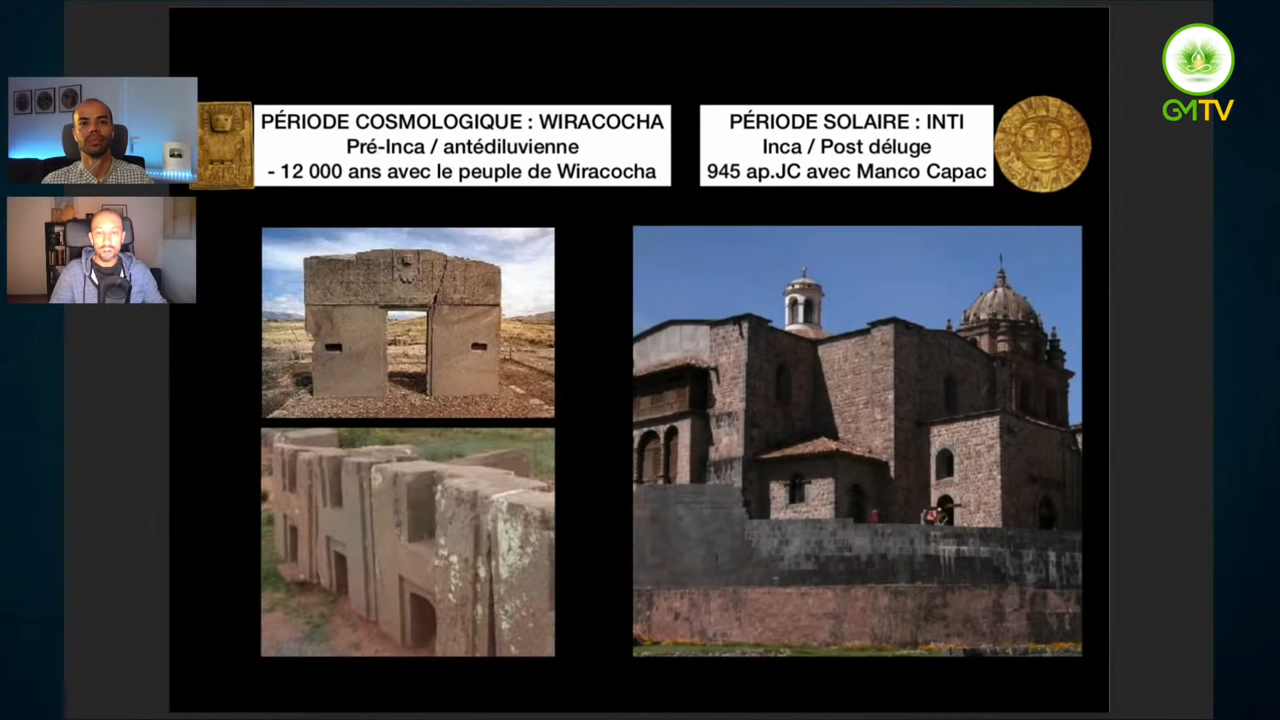 PÉRIODE COSMOLOGIQUE : WIRACOCHA
Pré-Inca / antédiluvienne
- 12 000 ans avec le peuple de Wiracocha
PÉRIODE SOLAIRE : INTI
Inca / Post déluge
945 ap.JC avec Manco Capac
GMTV